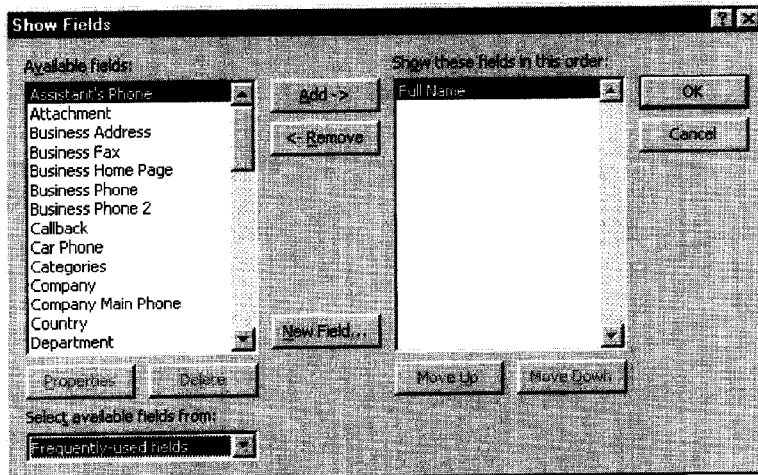 Show Fields
Available fields:
Assistant's Phone
Attachment
Business Address
Business Fax
Business Home Page
Business Phone
Business Phone 2
Callback
Car Phone
Categories
Company
Company Main Phone
Country
Department
Properties
Delete
Select available fields from:
Frequently-used fields
Add ->
<- Remove
New Field...
Show these fields in this order:
Full Name
Move Up
Move Down
OK
Cancel